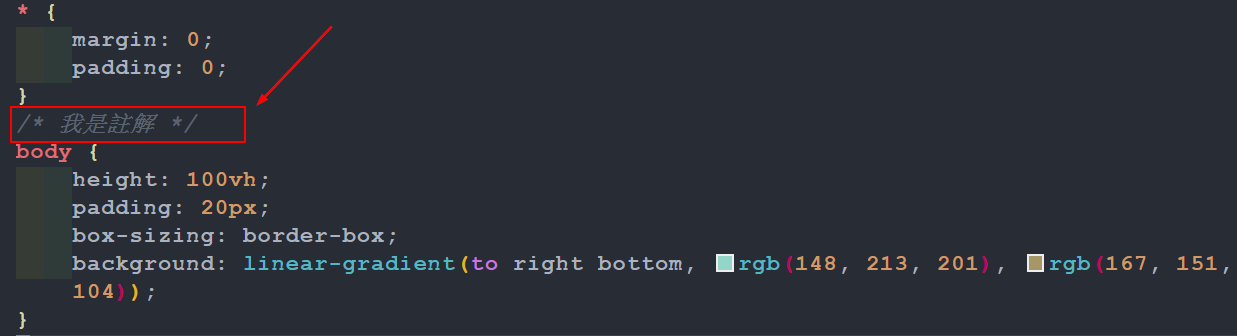 * {
margin: 0;
padding: 0;
}
/* 我是註解 */
body {
height: 100vh;
padding: 20px;
box-sizing: border-box;
background: linear-gradient(to right bottom, rgb(148, 213, 201), rgb(167, 151,
104));
}